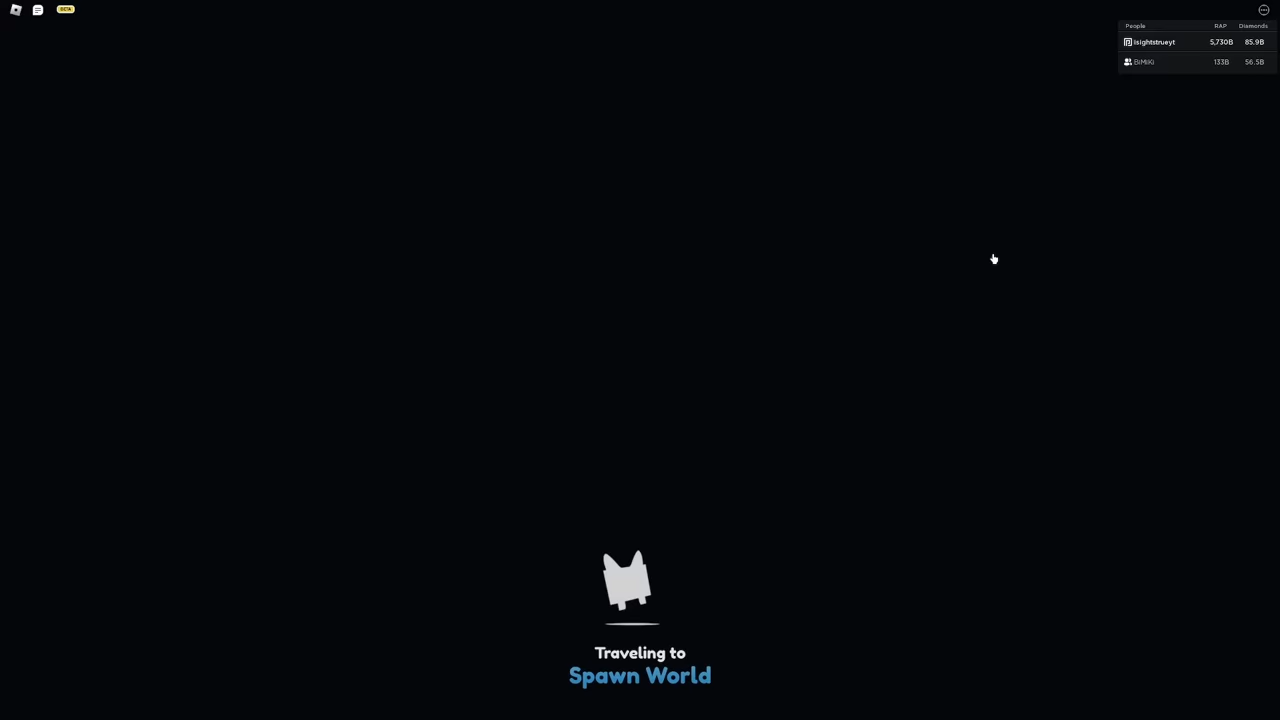 BETA
People RAP Diamonds
isightstrueyt 5,730B 85.9B
BiMiKi 133B 56.5B
Traveling to
Spawn World